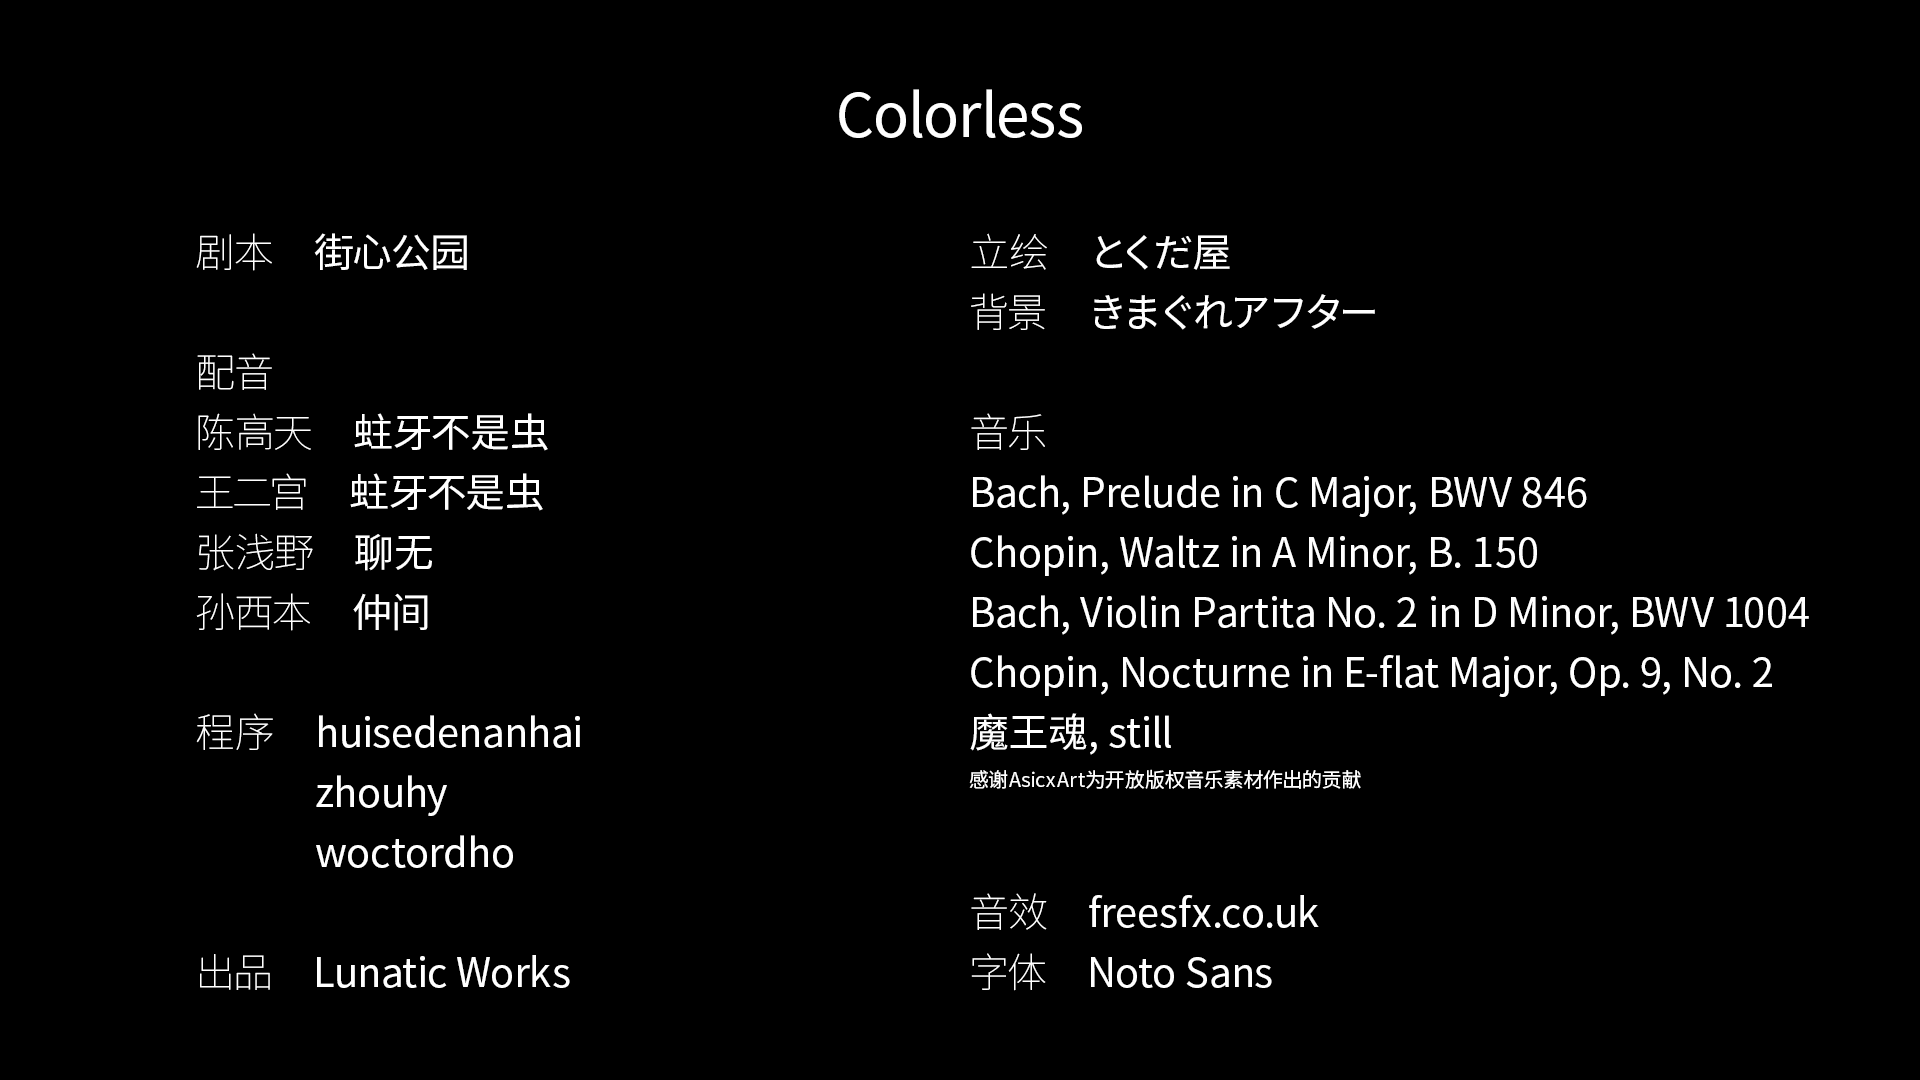 Colorless
剧本 街心公园
配音
陈高天 蛀牙不是虫
王二宫 蛀牙不是虫
张浅野 聊无
孙西本 仲间
程序 huisedenanhai
zhouhy
woctordho
出品 Lunatic Works
立绘 とくだ屋
背景 きまぐれアフター
音乐
Bach, Prelude in C Major, BWV 846
Chopin, Waltz in A Minor, B. 150
Bach, Violin Partita No. 2 in D Minor, BWV 1004
Chopin, Nocturne in E-flat Major, Op. 9, No. 2
魔王魂, still
感谢AsicxArt为开放版权音乐素材作出的贡献
音效 freesfx.co.uk
字体 Noto Sans